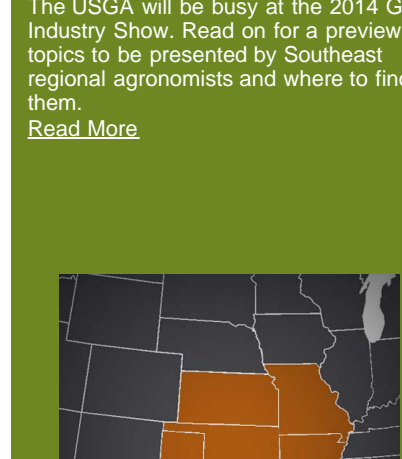 The USGA will be busy at the 2014 G
Industry Show. Read on for a preview
topics to be presented by Southeast
regional agronomists and where to find
them.
Read More